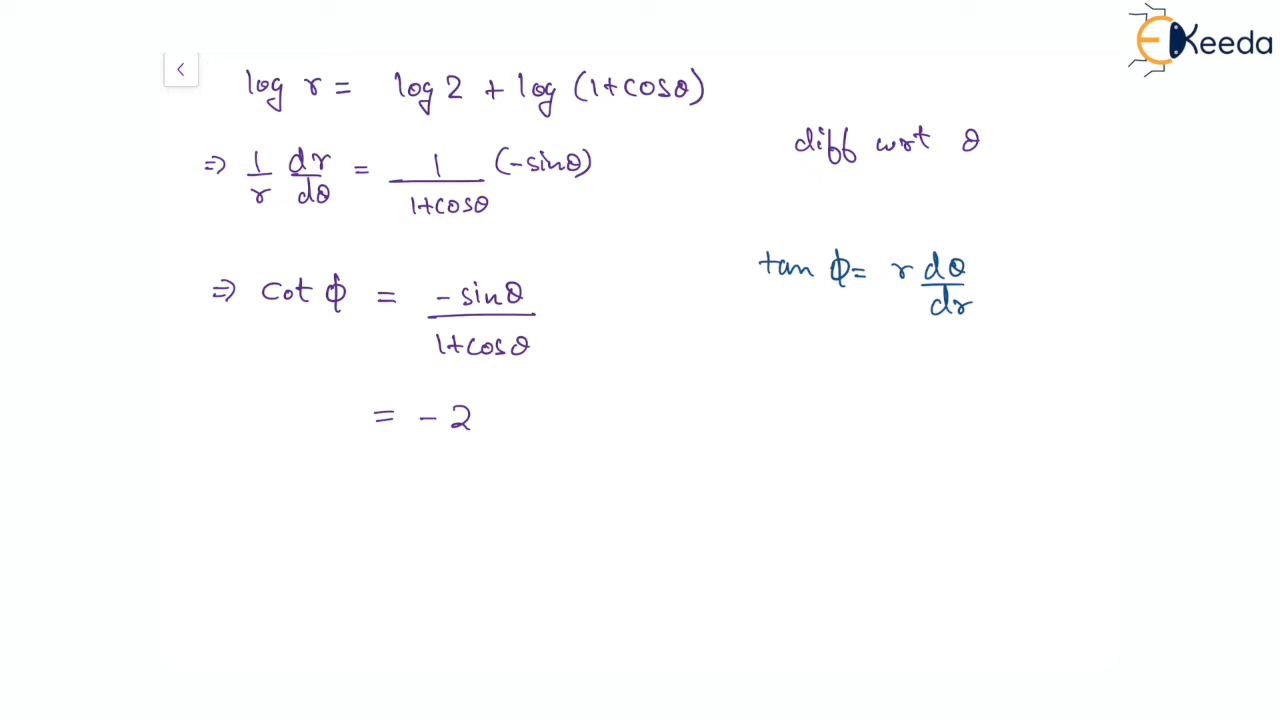 EKeeda
<
log r = log 2 + log (1+cosθ)
diff wrt θ
⇒ 1/r dr/dθ = 1/(1+cosθ) (-sinθ)
tan φ = r dθ/dr
⇒ cot φ = -sinθ/(1+cosθ)
= -2